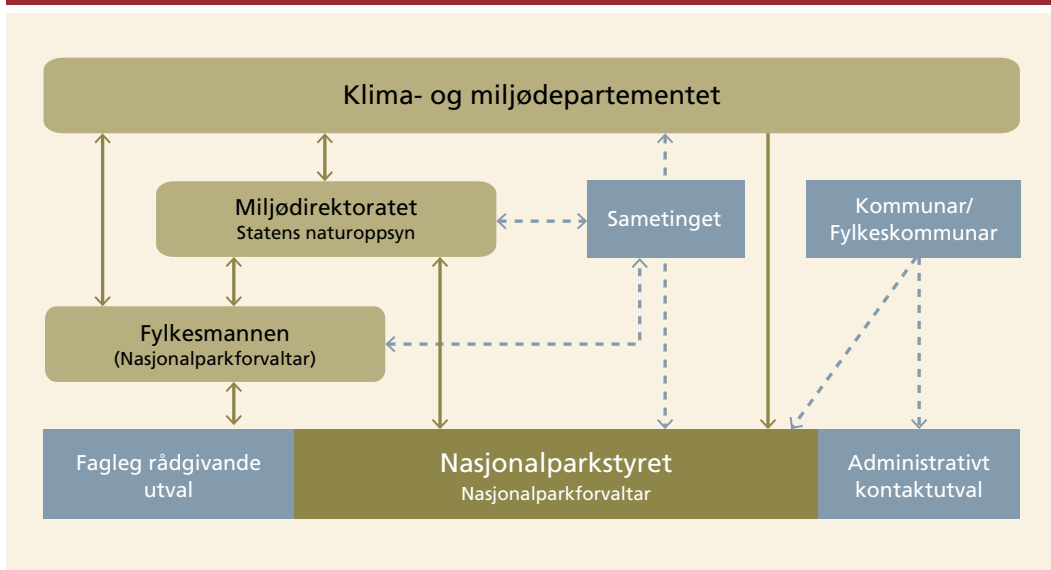 Klima- og miljødepartementet
Miljødirektoratet
Statens naturoppsyn
Sametinget
Kommunar/
Fylkeskommunar
Fylkesmannen
(Nasjonalparkforvaltar)
Fagleg rådgivande
utval
Nasjonalparkstyret
Nasjonalparkforvaltar
Administrativt
kontaktutval